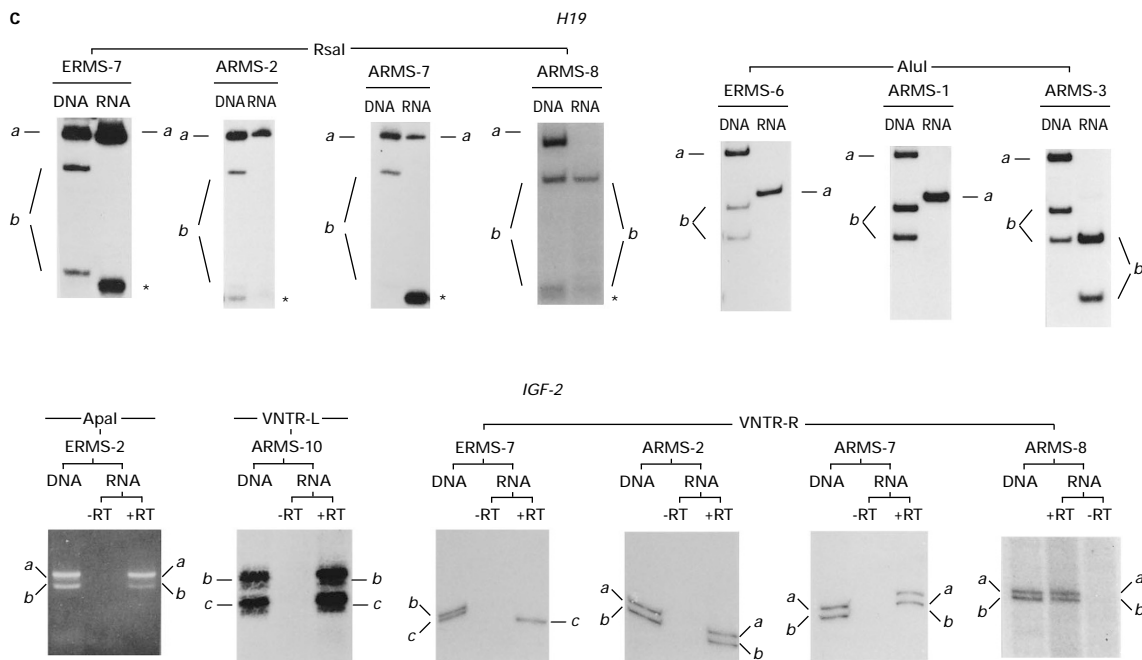 C
H19
RsaI
AluI
ERMS-7 ARMS-2 ARMS-7 ARMS-8 ERMS-6 ARMS-1 ARMS-3
DNA RNA DNA RNA DNA RNA DNA RNA DNA RNA DNA RNA DNA RNA
a a a a a a a a a a a
b b b b b b b b
* * * *
IGF-2
ApaI VNTR-L VNTR-R
ERMS-2 ARMS-10 ERMS-7 ARMS-2 ARMS-7 ARMS-8
DNA RNA DNA RNA DNA RNA DNA RNA DNA RNA DNA RNA
-RT +RT -RT +RT -RT +RT -RT +RT -RT +RT +RT -RT
a a b b b a a a a a a
b b c c c c b b b b b b